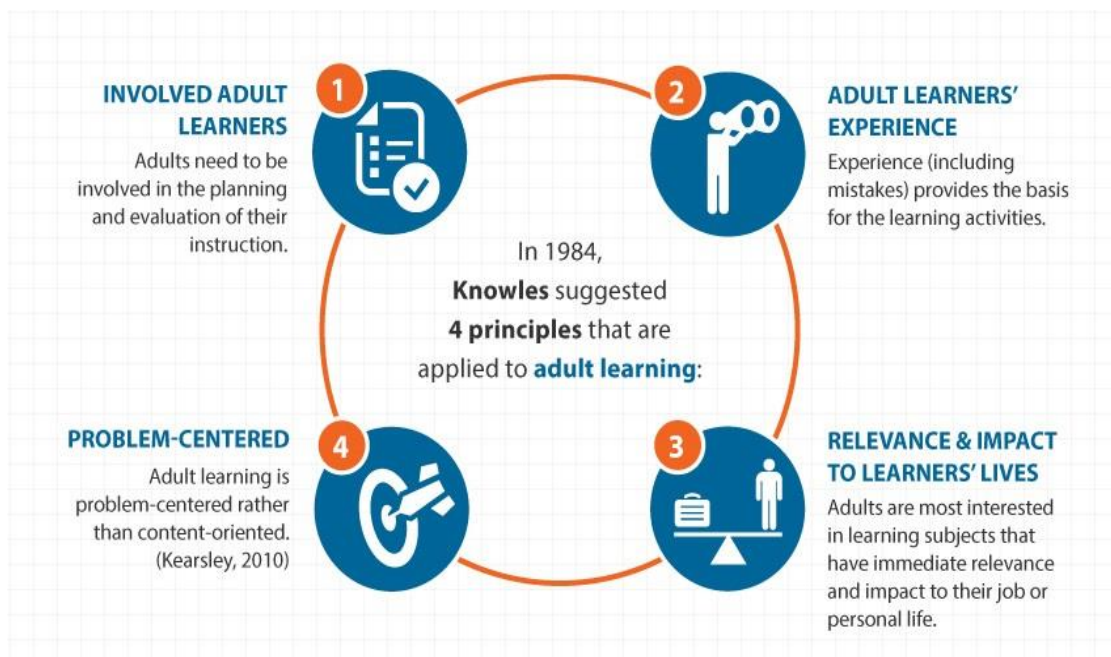 1
INVOLVED ADULT
LEARNERS
Adults need to be
involved in the planning
and evaluation of their
instruction.
2
ADULT LEARNERS’
EXPERIENCE
Experience (including
mistakes) provides the basis
for the learning activities.
In 1984,
Knowles suggested
4 principles that are
applied to adult learning:
3
RELEVANCE & IMPACT
TO LEARNERS’ LIVES
Adults are most interested
in learning subjects that
have immediate relevance
and impact to their job or
personal life.
4
PROBLEM-CENTERED
Adult learning is
problem-centered rather
than content-oriented.
(Kearsley, 2010)